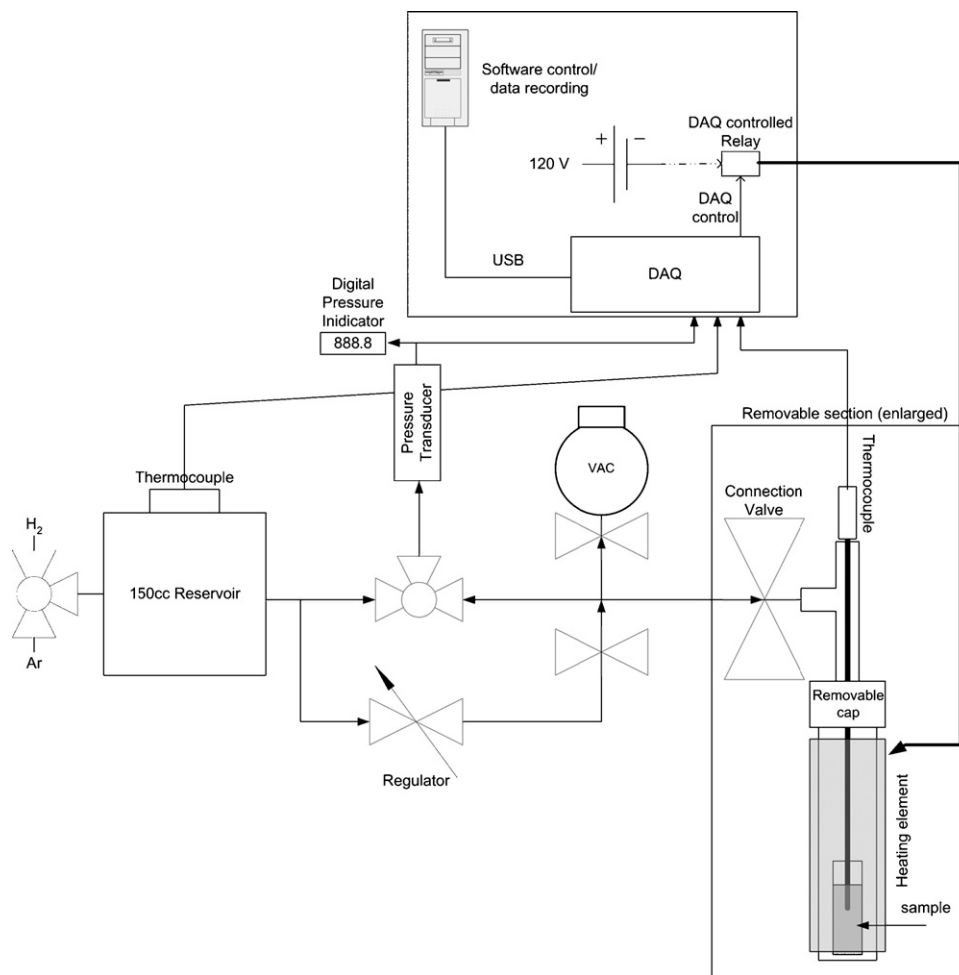 Software control/
data recording
DAQ controlled
Relay
+
−
120 V
DAQ
control
USB
DAQ
Digital
Pressure
Inidicator
888.8
Pressure
Transducer
Removable section (enlarged)
VAC
Thermocouple
Thermocouple
Connection
Valve
H2
150cc Reservoir
Ar
Removable
cap
Regulator
Heating element
sample